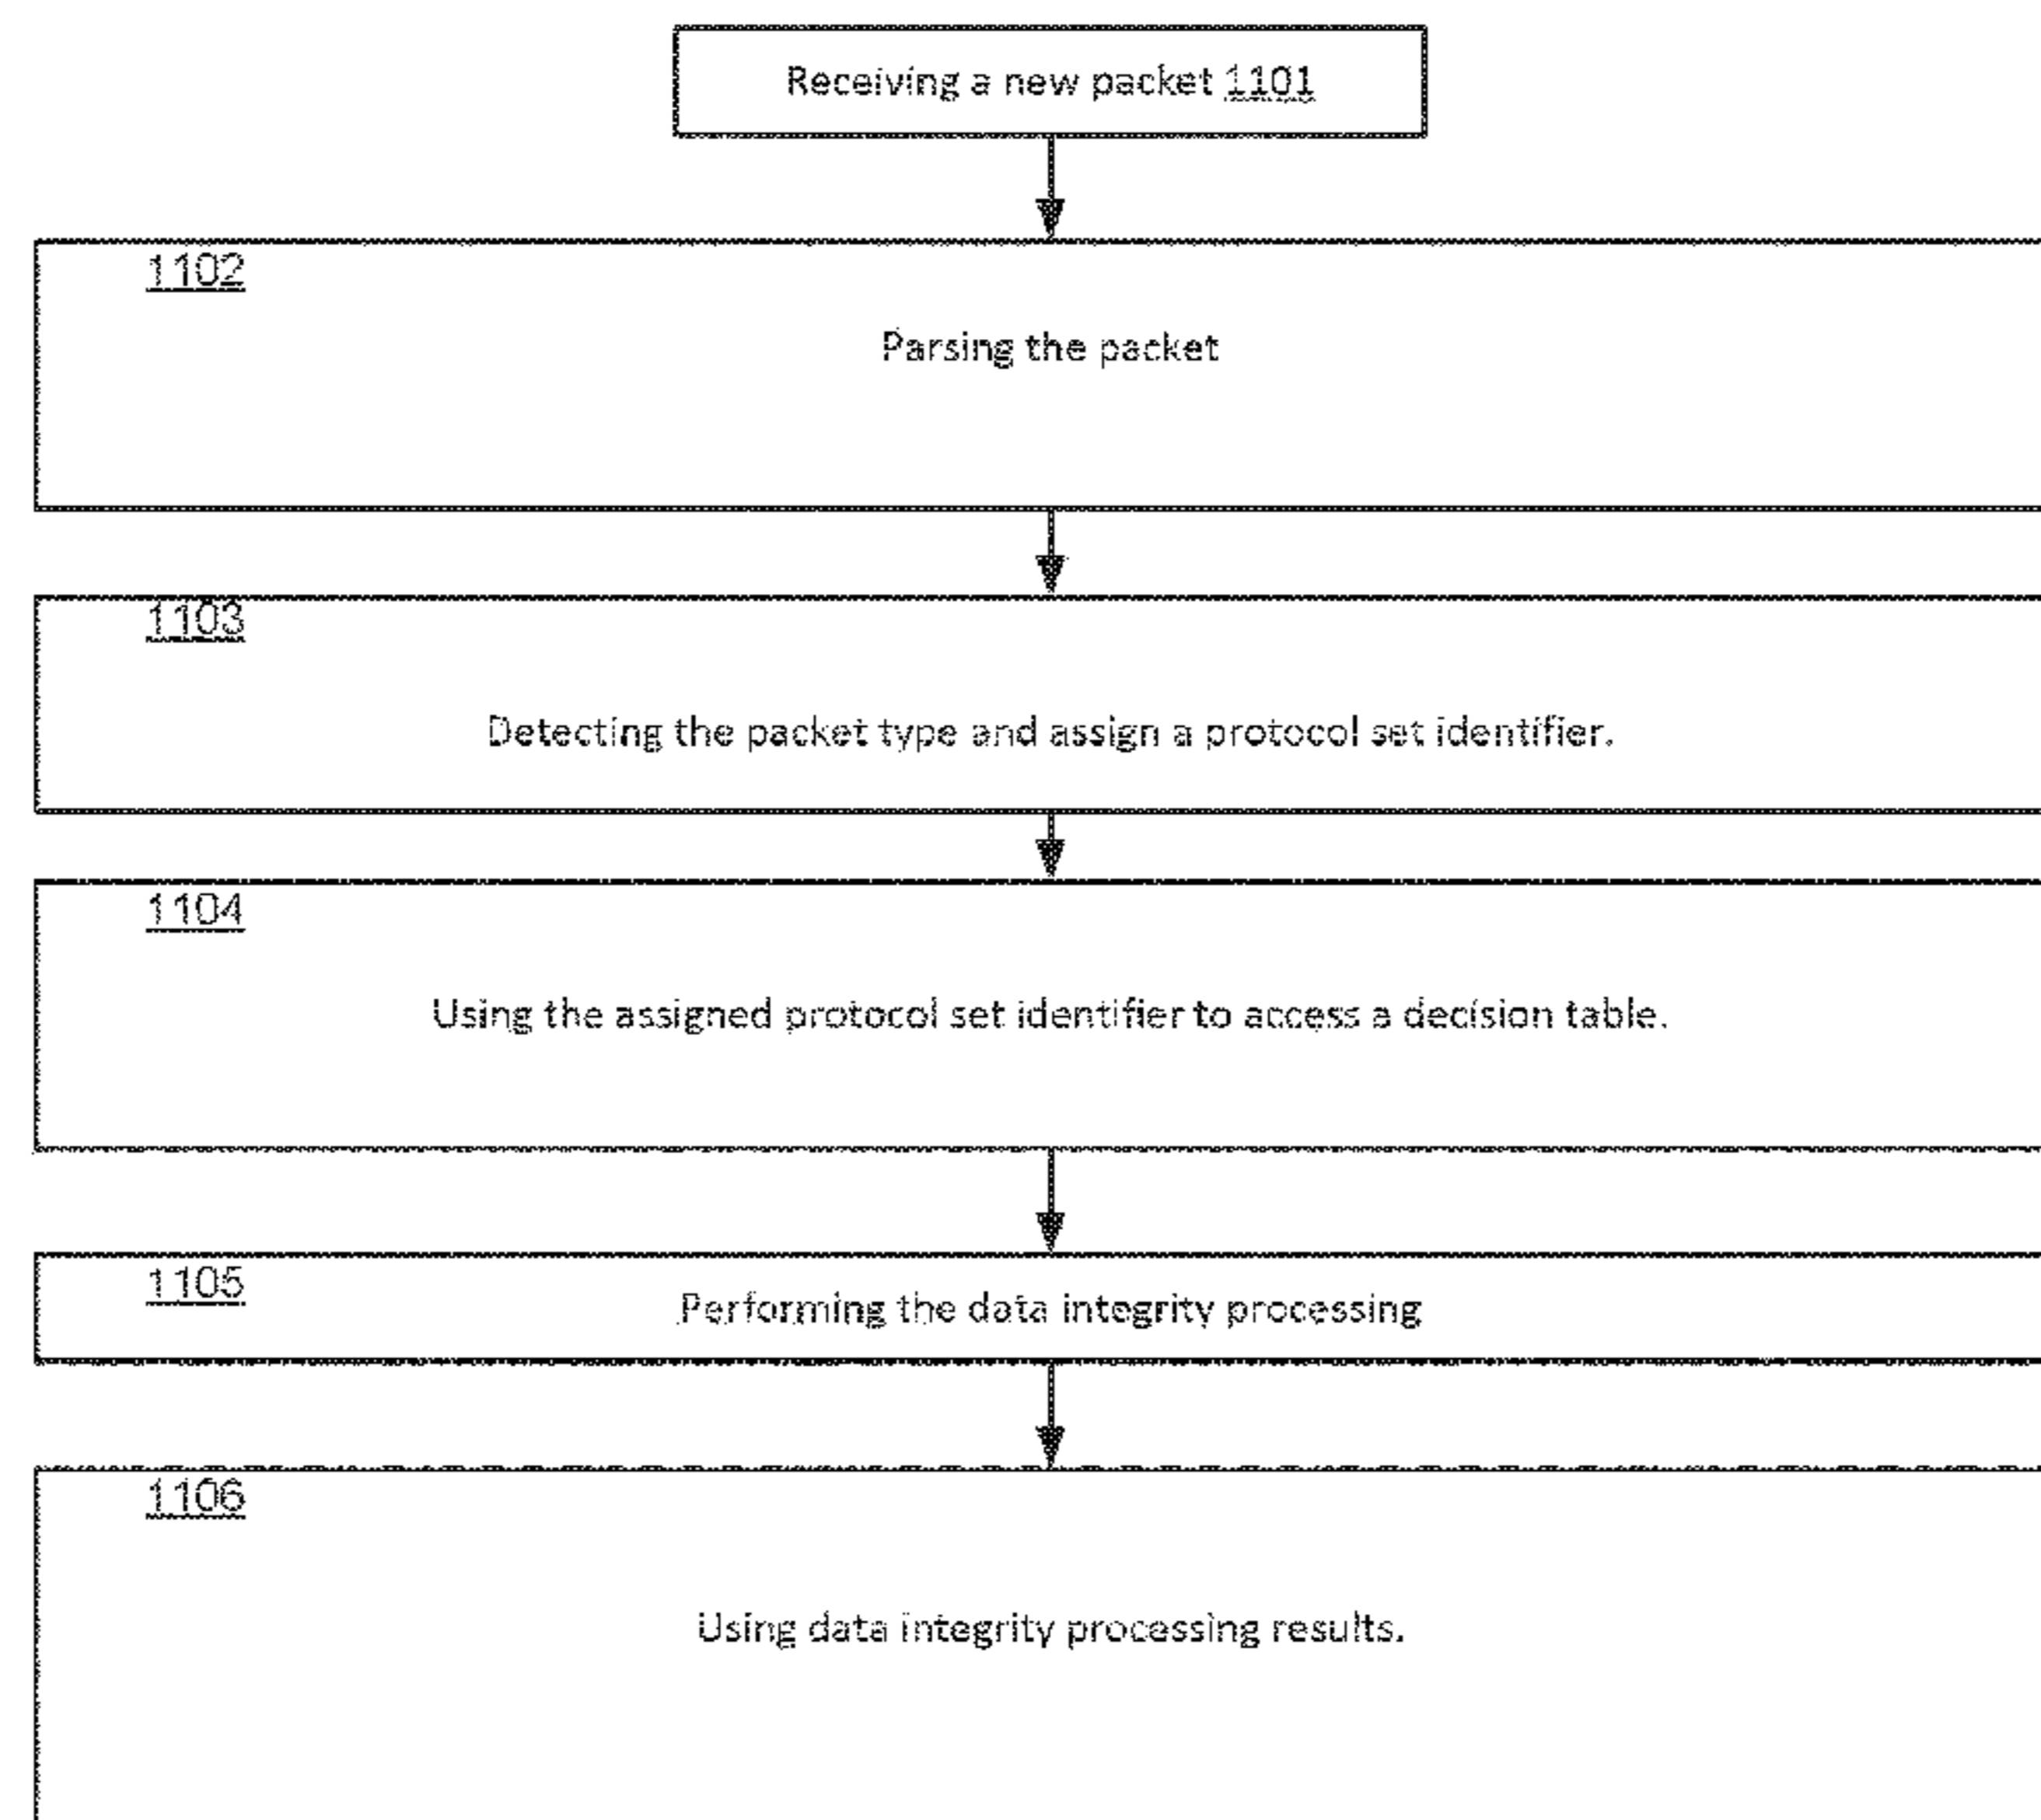 Receiving a new packet 1101
1102
Parsing the packet
1103
Detecting the packet type and assign a protocol set identifier.
1104
Using the assigned protocol set identifier to access a decision table.
1105
Performing the data integrity processing
1106
Using data integrity processing results.